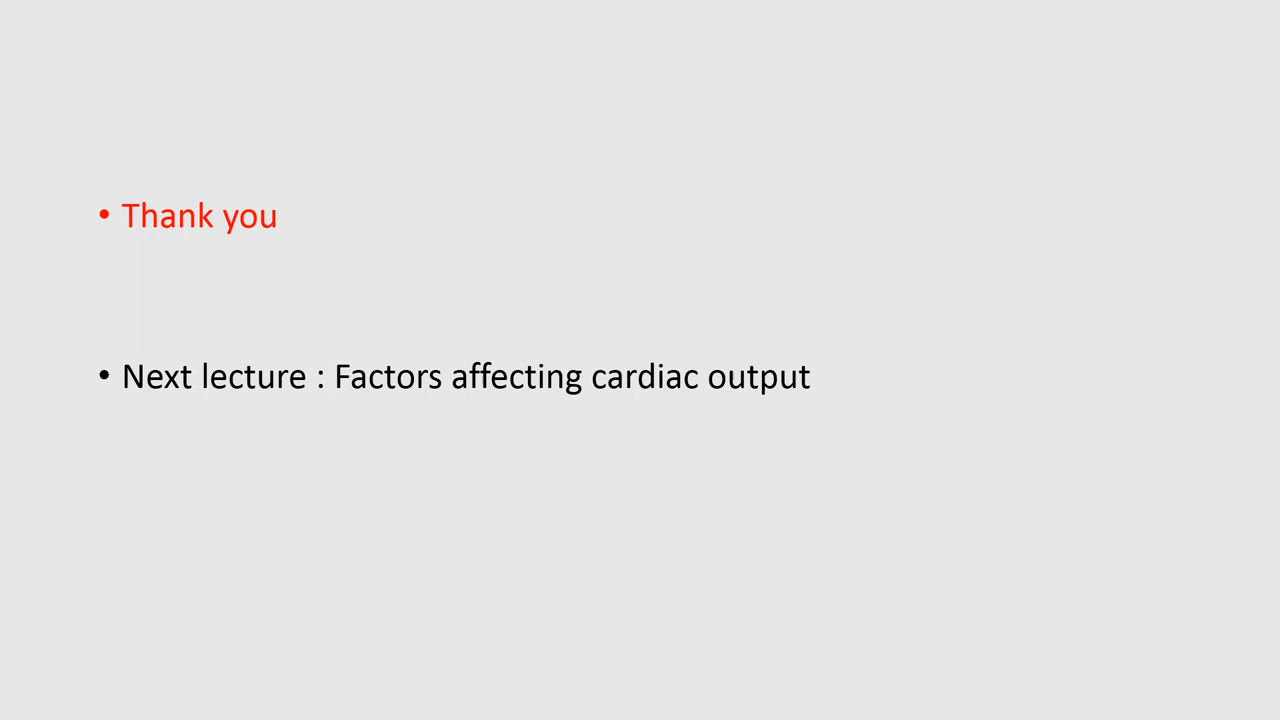 • Thank you
• Next lecture : Factors affecting cardiac output